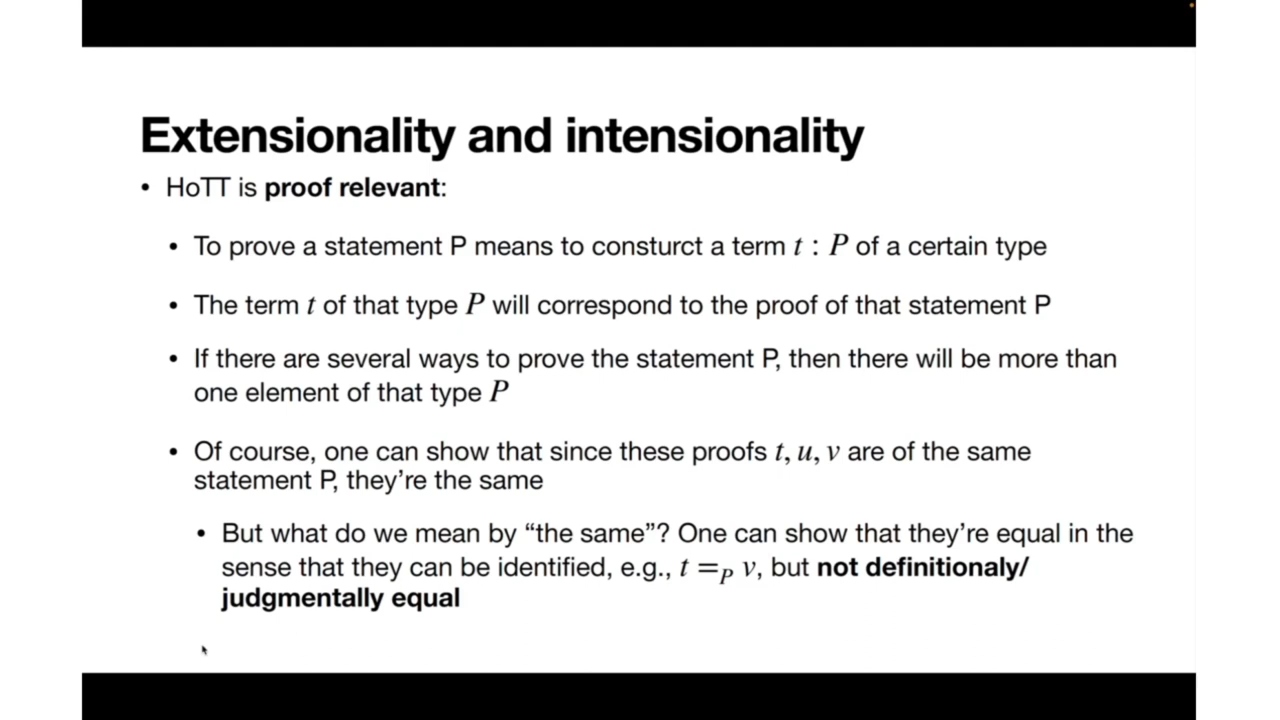 Extensionality and intensionality
• HoTT is proof relevant:
• To prove a statement P means to consturct a term t : P of a certain type
• The term t of that type P will correspond to the proof of that statement P
• If there are several ways to prove the statement P, then there will be more than
one element of that type P
• Of course, one can show that since these proofs t, u, v are of the same
statement P, they’re the same
• But what do we mean by “the same”? One can show that they’re equal in the
sense that they can be identified, e.g., t =P v, but not definitionaly/
judgmentally equal